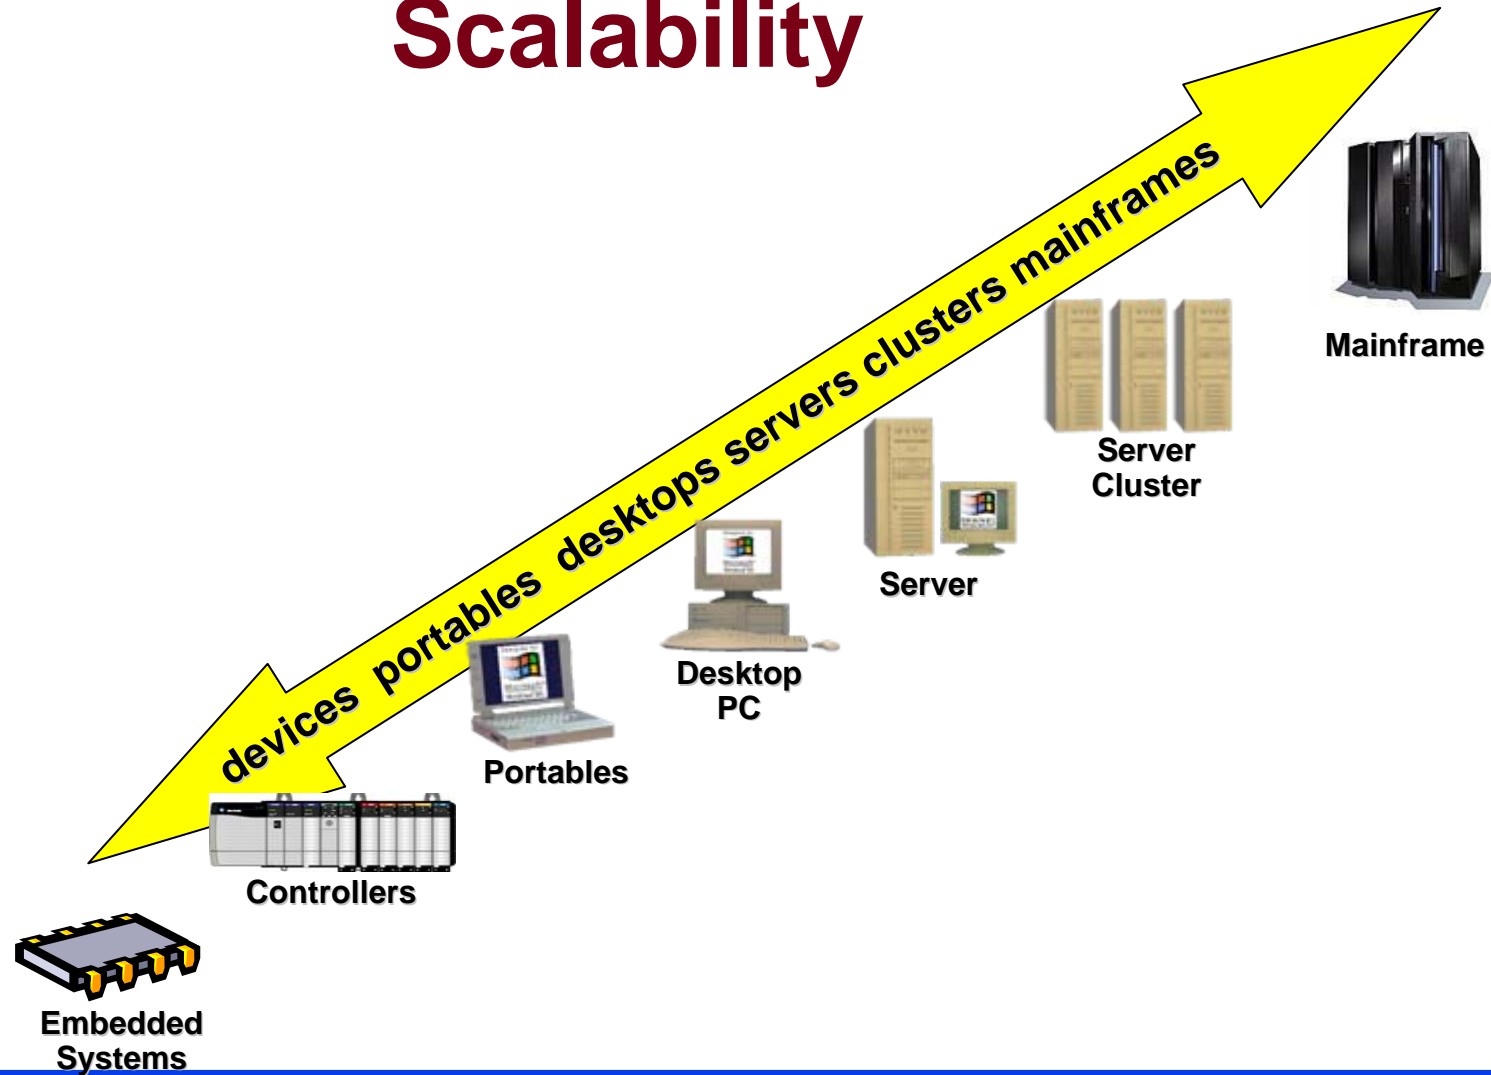 Scalability
devices portables desktops servers clusters mainframes
Mainframe
Server
Cluster
Server
Desktop
PC
Portables
Controllers
Embedded
Systems